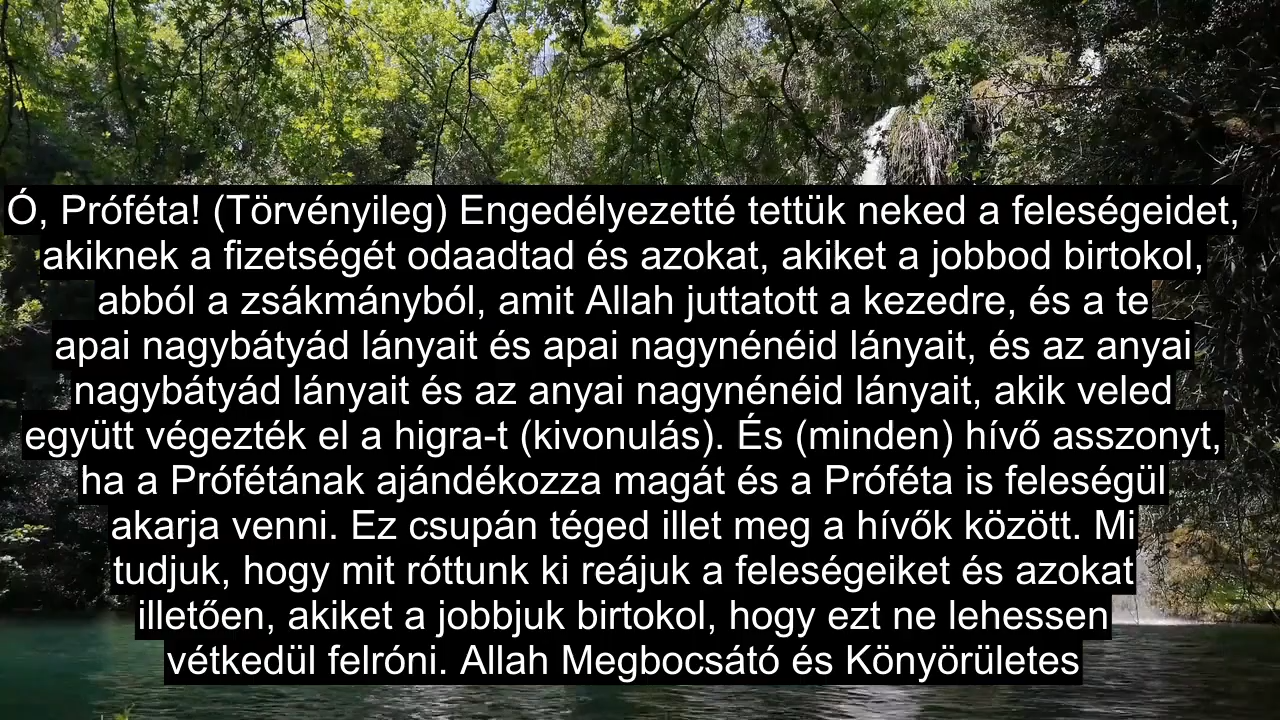 Ó, Próféta! (Törvényileg) Engedélyezetté tettük neked a feleségeidet,
akiknek a fizetségét odaadtad és azokat, akiket a jobbod birtokol,
abból a zsákmányból, amit Allah juttatott a kezedre, és a te
apai nagybátyád lányait és apai nagynénéid lányait, és az anyai
nagybátyád lányait és az anyai nagynénéid lányait, akik veled
együtt végezték el a higra-t (kivonulás). És (minden) hívő asszonyt,
ha a Prófétának ajándékozza magát és a Próféta is feleségül
akarja venni. Ez csupán téged illet meg a hívők között. Mi
tudjuk, hogy mit róttunk ki reájuk a feleségeiket és azokat
illetően, akiket a jobbjuk birtokol, hogy ezt ne lehessen
vétkedül felróni. Allah Megbocsátó és Könyörületes